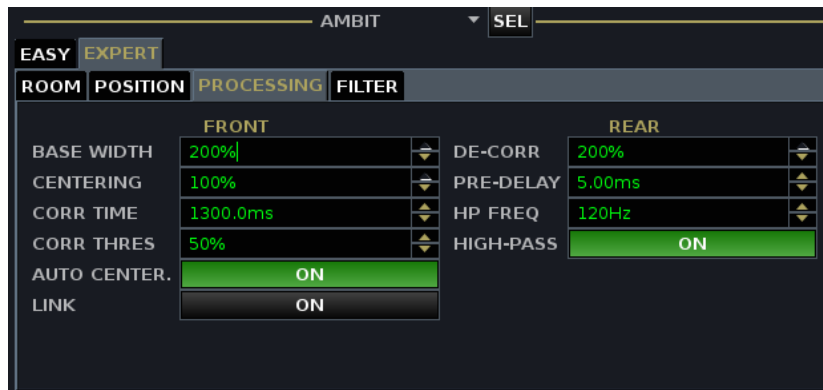 AMBIT SEL
EASY EXPERT
ROOM POSITION PROCESSING FILTER
FRONT REAR
BASE WIDTH 200% DE-CORR 200%
CENTERING 100% PRE-DELAY 5.00ms
CORR TIME 1300.0ms HP FREQ 120Hz
CORR THRES 50% HIGH-PASS ON
AUTO CENTER. ON
LINK ON